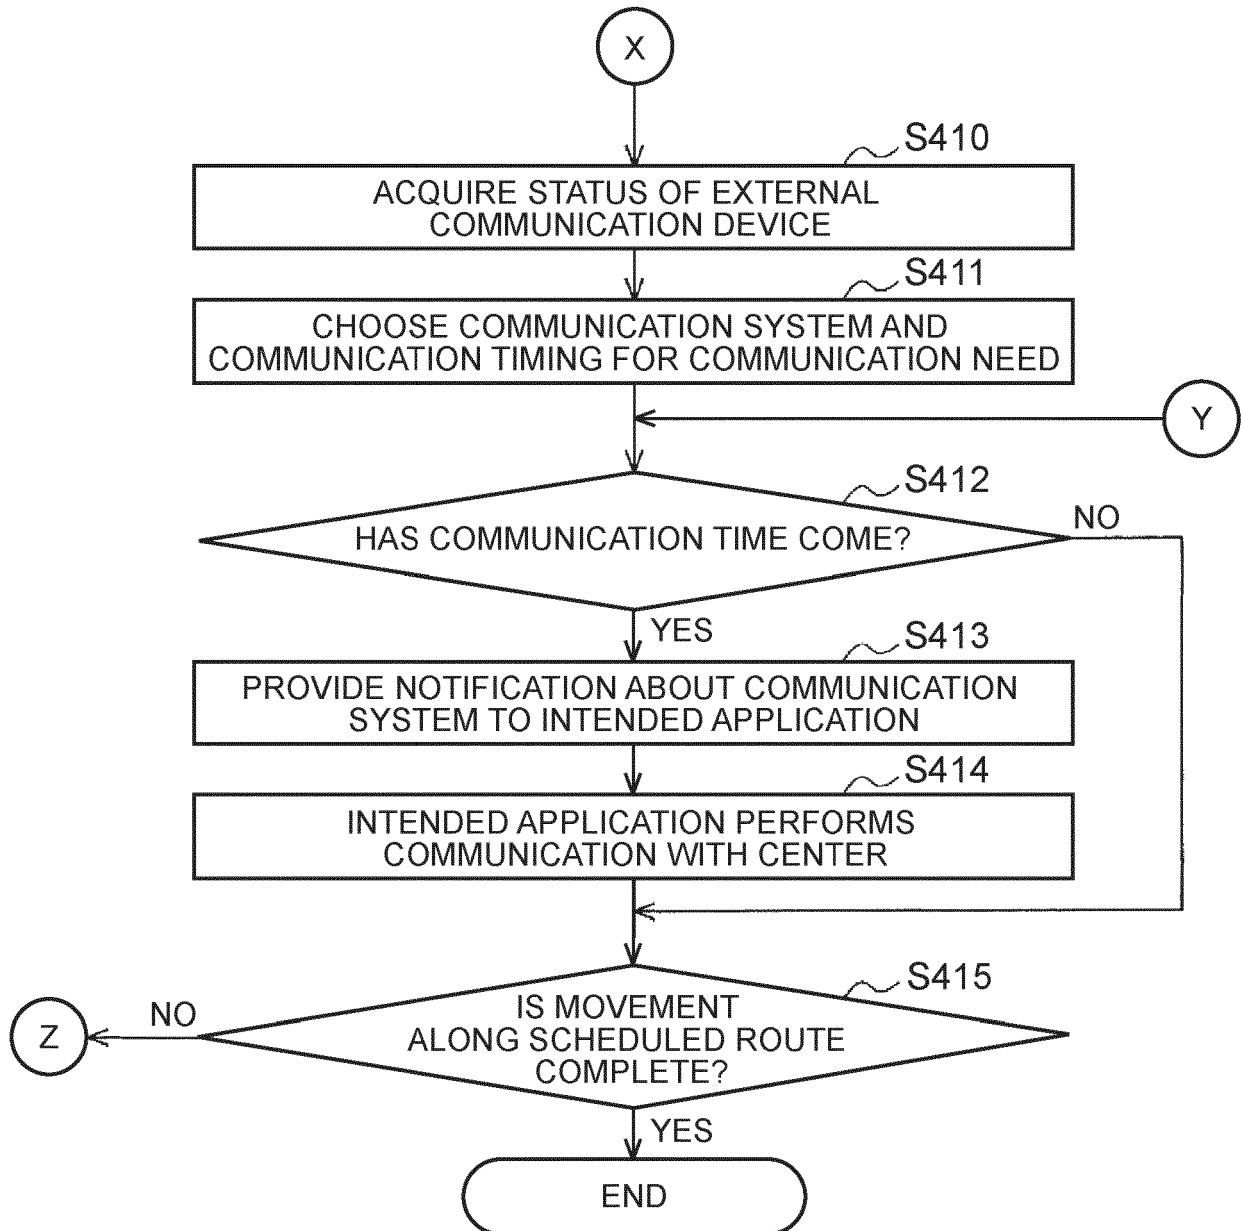 X
S410
ACQUIRE STATUS OF EXTERNAL
COMMUNICATION DEVICE
S411
CHOOSE COMMUNICATION SYSTEM AND
COMMUNICATION TIMING FOR COMMUNICATION NEED
Y
S412
HAS COMMUNICATION TIME COME?
NO
YES
S413
PROVIDE NOTIFICATION ABOUT COMMUNICATION
SYSTEM TO INTENDED APPLICATION
S414
INTENDED APPLICATION PERFORMS
COMMUNICATION WITH CENTER
S415
IS MOVEMENT
ALONG SCHEDULED ROUTE
COMPLETE?
NO
Z
YES
END